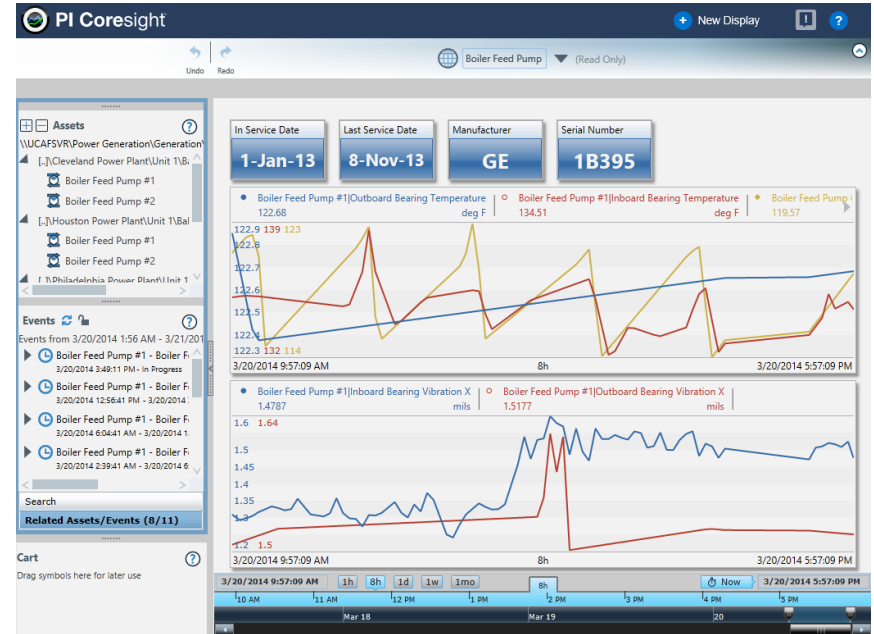 PI Coresight
New Display
Undo
Redo
Boiler Feed Pump
(Read Only)
Assets
\\UCAFSVR\Power Generation\Generation\
[..]\Cleveland Power Plant\Unit 1\B
Boiler Feed Pump #1
Boiler Feed Pump #2
[..]\Houston Power Plant\Unit 1\Bal
Boiler Feed Pump #1
Boiler Feed Pump #2
[..]\Philadelphia Power Plant\Unit 1
Events
Events from 3/20/2014 1:56 AM - 3/21/201
Boiler Feed Pump #1 - Boiler F
3/20/2014 3:49:11 PM - In Progress
Boiler Feed Pump #1 - Boiler F
3/20/2014 12:56:41 PM - 3/20/2014
Boiler Feed Pump #1 - Boiler F
3/20/2014 6:04:41 AM - 3/20/2014 1
Boiler Feed Pump #1 - Boiler F
3/20/2014 2:39:41 AM - 3/20/2014 6
Search
Related Assets/Events (8/11)
Cart
Drag symbols here for later use
In Service Date
1-Jan-13
Last Service Date
8-Nov-13
Manufacturer
GE
Serial Number
1B395
Boiler Feed Pump #1|Outboard Bearing Temperature
122.68 deg F
Boiler Feed Pump #1|Inboard Bearing Temperature
134.51 deg F
Boiler Feed Pump
119.57
122.9 139 123
122.8
122.7
122.6
122.5
122.4
122.3 132 114
3/20/2014 9:57:09 AM 8h 3/20/2014 5:57:09 PM
Boiler Feed Pump #1|Inboard Bearing Vibration X
1.4787 mils
Boiler Feed Pump #1|Outboard Bearing Vibration X
1.5177 mils
1.6 1.64
1.5
1.45
1.4
1.35
1.3
1.2 1.5
3/20/2014 9:57:09 AM 8h 3/20/2014 5:57:09 PM
3/20/2014 9:57:09 AM 1h 8h 1d 1w 1mo 8h Now 3/20/2014 5:57:09 PM
10 AM 11 AM 12 PM 1 PM 2 PM 3 PM 4 PM 5 PM
Mar 18 Mar 19 20